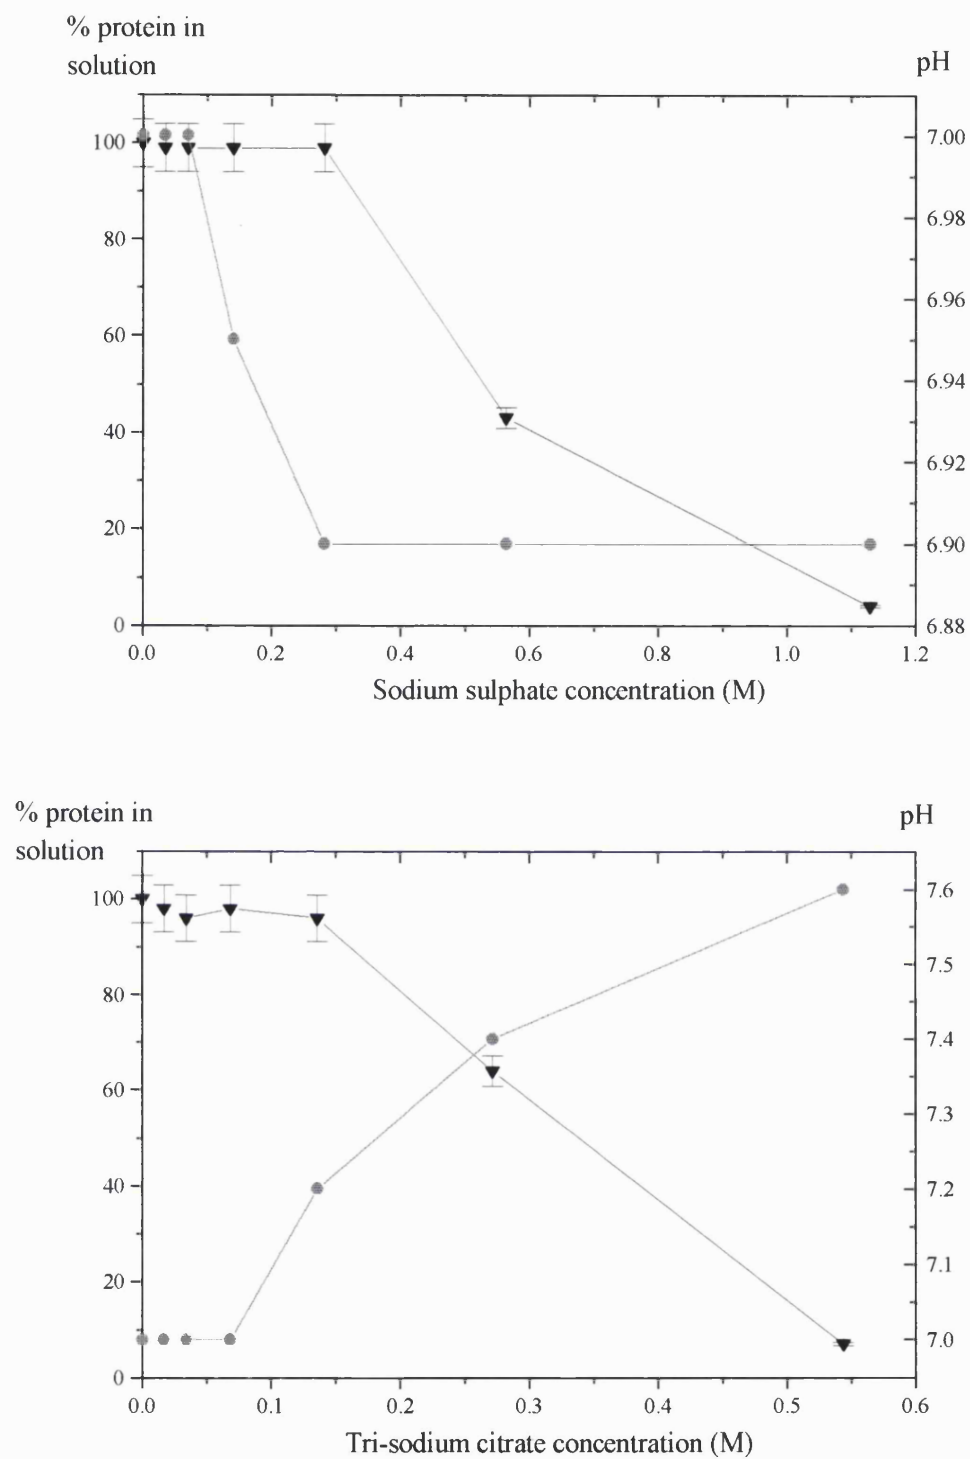 % protein in
solution
pH
100
80
60
40
20
0
7.00
6.98
6.96
6.94
6.92
6.90
6.88
0.0 0.2 0.4 0.6 0.8 1.0 1.2
Sodium sulphate concentration (M)
% protein in
solution
pH
100
80
60
40
20
0
7.6
7.5
7.4
7.3
7.2
7.1
7.0
0.0 0.1 0.2 0.3 0.4 0.5 0.6
Tri-sodium citrate concentration (M)